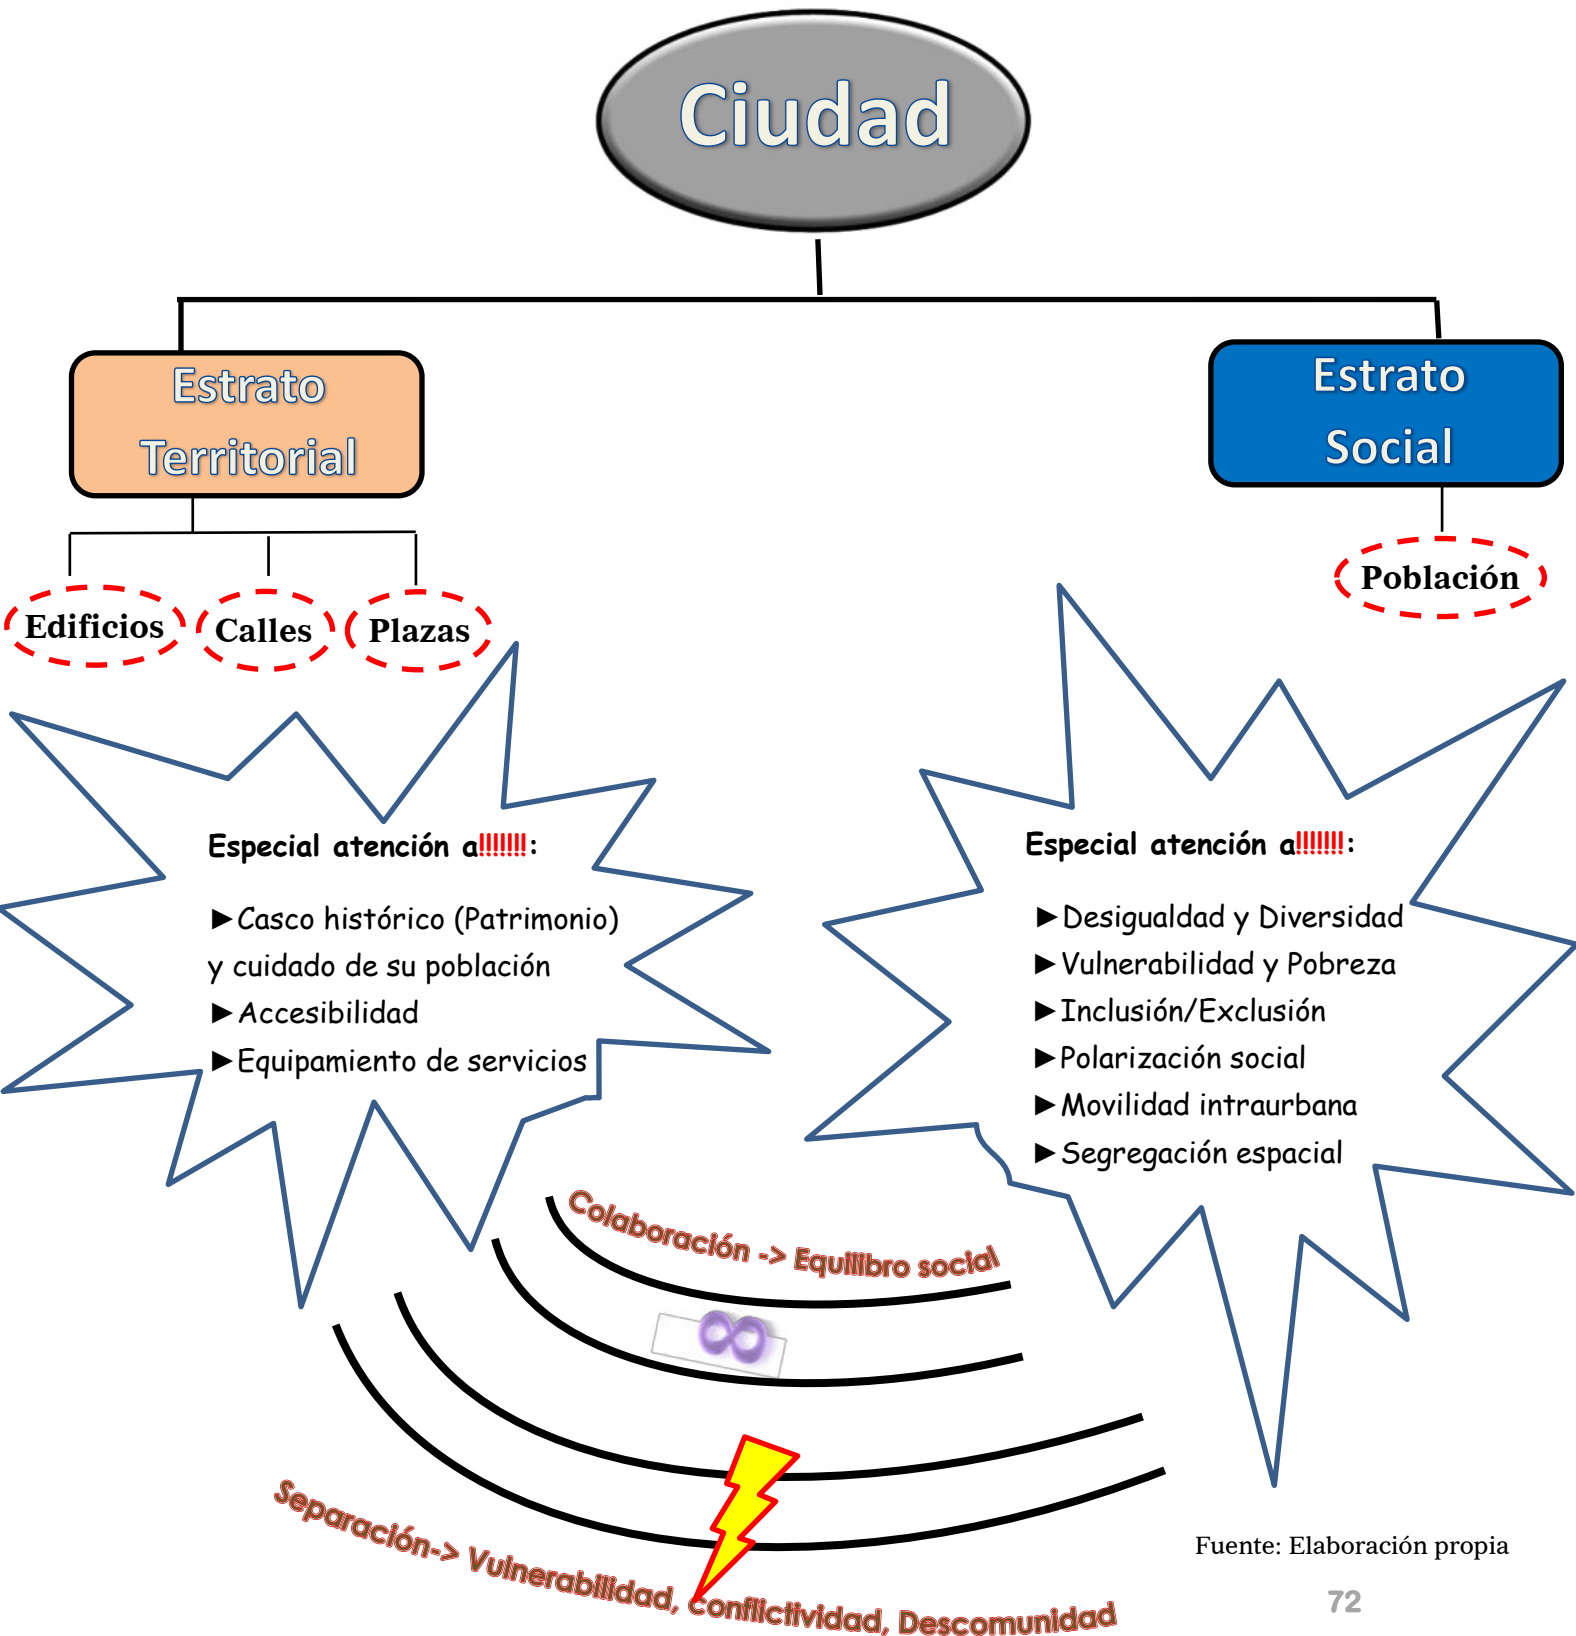 Ciudad
Estrato
Territorial
Estrato
Social
Edificios
Calles
Plazas
Población
Especial atención a!!!!!!!:
►Casco histórico (Patrimonio)
y cuidado de su población
►Accesibilidad
►Equipamiento de servicios
Especial atención a!!!!!!!:
►Desigualdad y Diversidad
►Vulnerabilidad y Pobreza
►Inclusión/Exclusión
►Polarización social
►Movilidad intraurbana
►Segregación espacial
Colaboración -> Equilibro social
∞
Separación-> Vulnerabilidad, Conflictividad, Descomunidad
Fuente: Elaboración propia
72